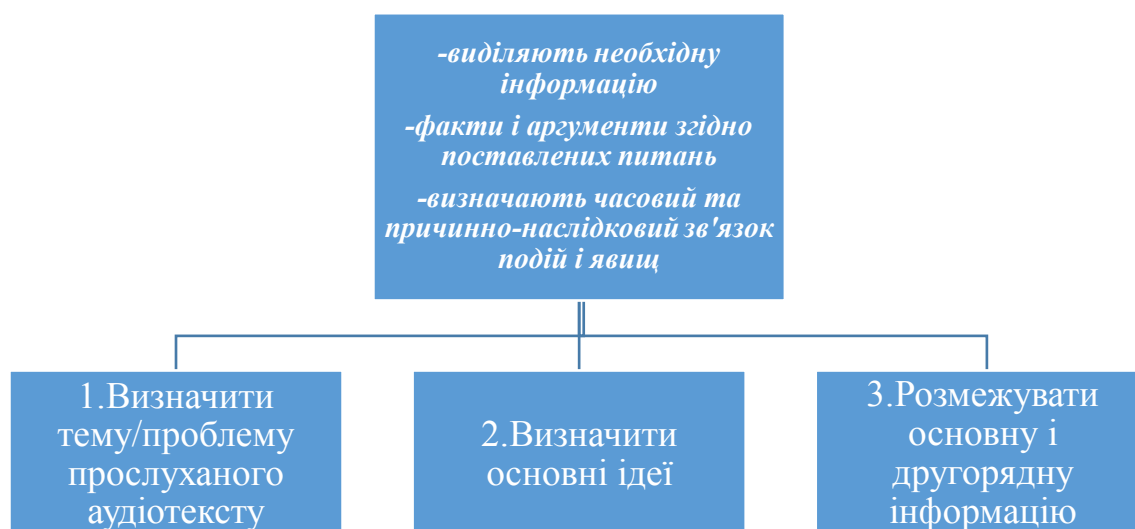 -виділяють необхідну
інформацію
-факти і аргументи згідно
поставлених питань
-визначають часовий та
причинно-наслідковий зв'язок
подій і явищ
1.Визначити
тему/проблему
прослуханого
аудіотексту
2.Визначити
основні ідеї
3.Розмежувати
основну і
другорядну
інформацію